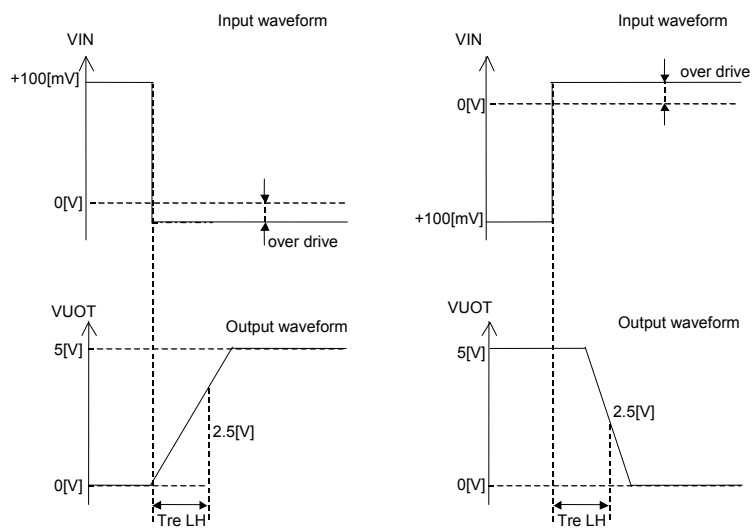 Input waveform
VIN
+100[mV]
0[V]
over drive
VUOT
Output waveform
5[V]
2.5[V]
0[V]
Tre LH
Input waveform
VIN
over drive
0[V]
+100[mV]
VUOT
Output waveform
5[V]
2.5[V]
0[V]
Tre LH